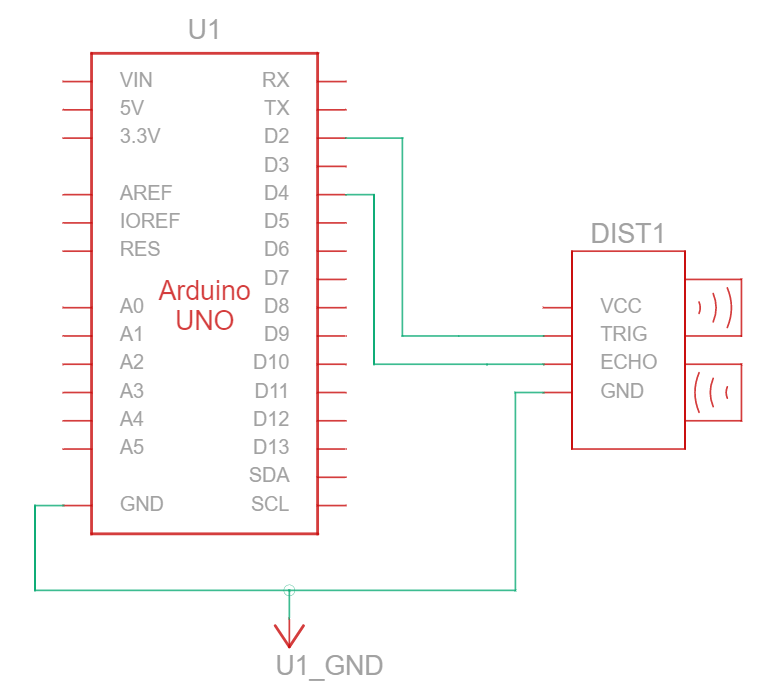 U1
VIN RX
5V TX
3.3V D2
D3
AREF D4
IOREF D5
RES D6
D7
Arduino
UNO
A0 D8
A1 D9
A2 D10
A3 D11
A4 D12
A5 D13
SDA
GND SCL
DIST1
VCC
TRIG
ECHO
GND
U1_GND